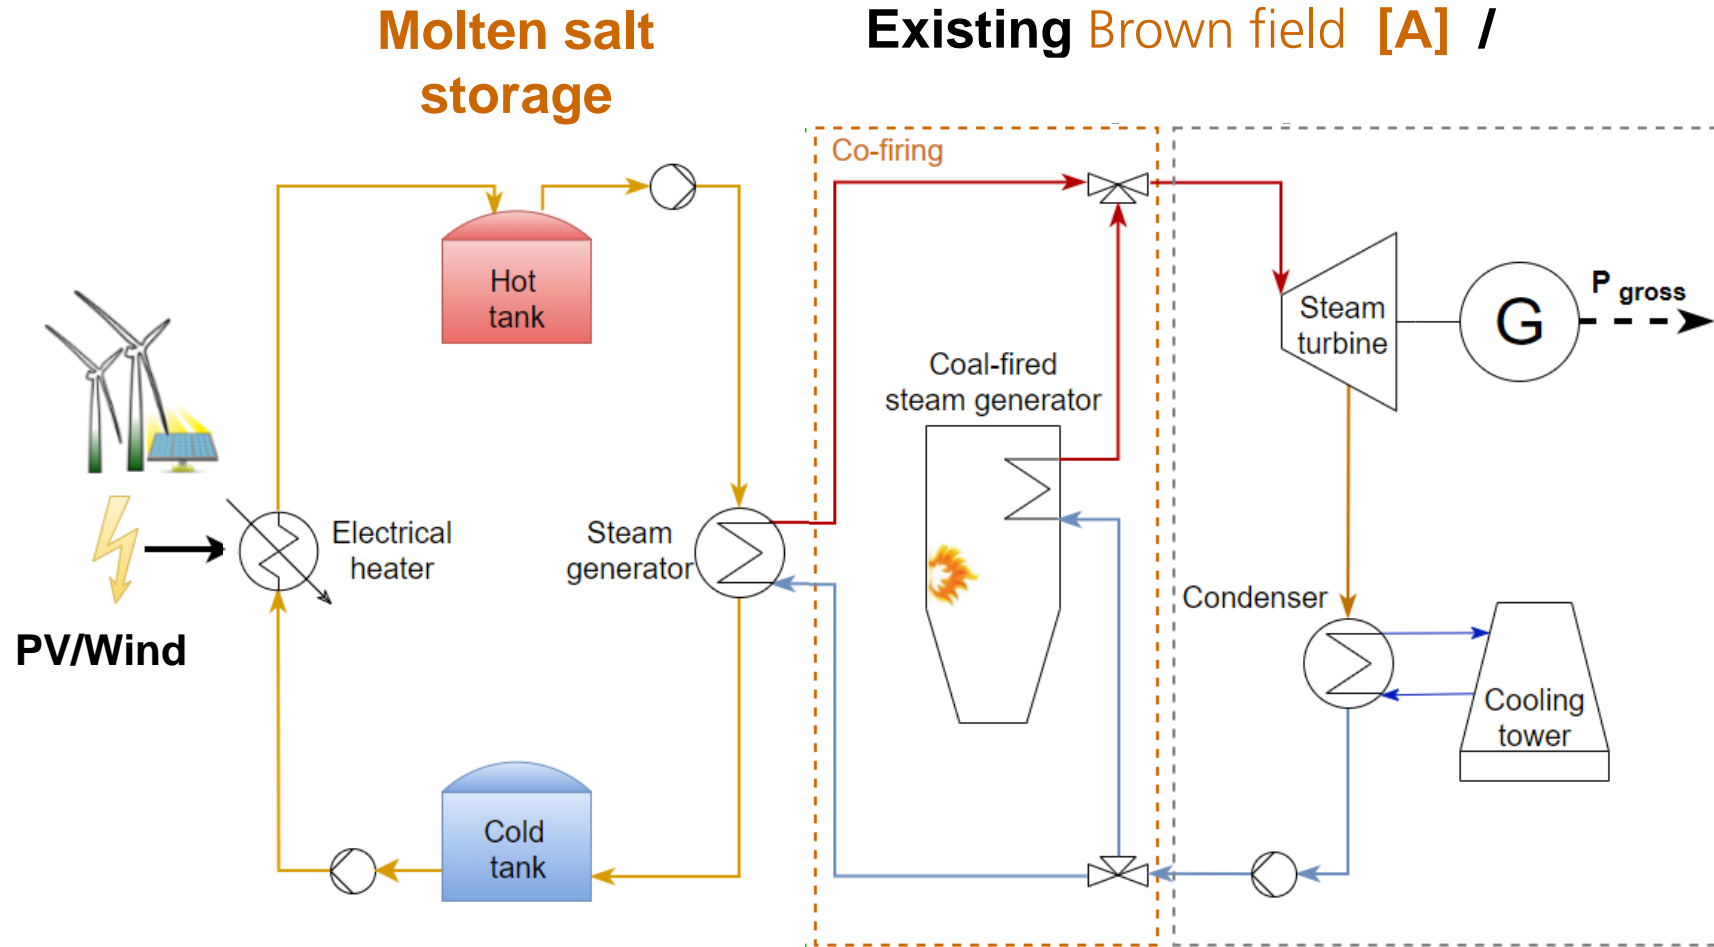 Molten salt
storage
Existing Brown field [A] /
Co-firing
Hot
tank
Steam
turbine
G
P gross
Coal-fired
steam generator
Electrical
heater
Steam
generator
PV/Wind
Condenser
Cooling
tower
Cold
tank